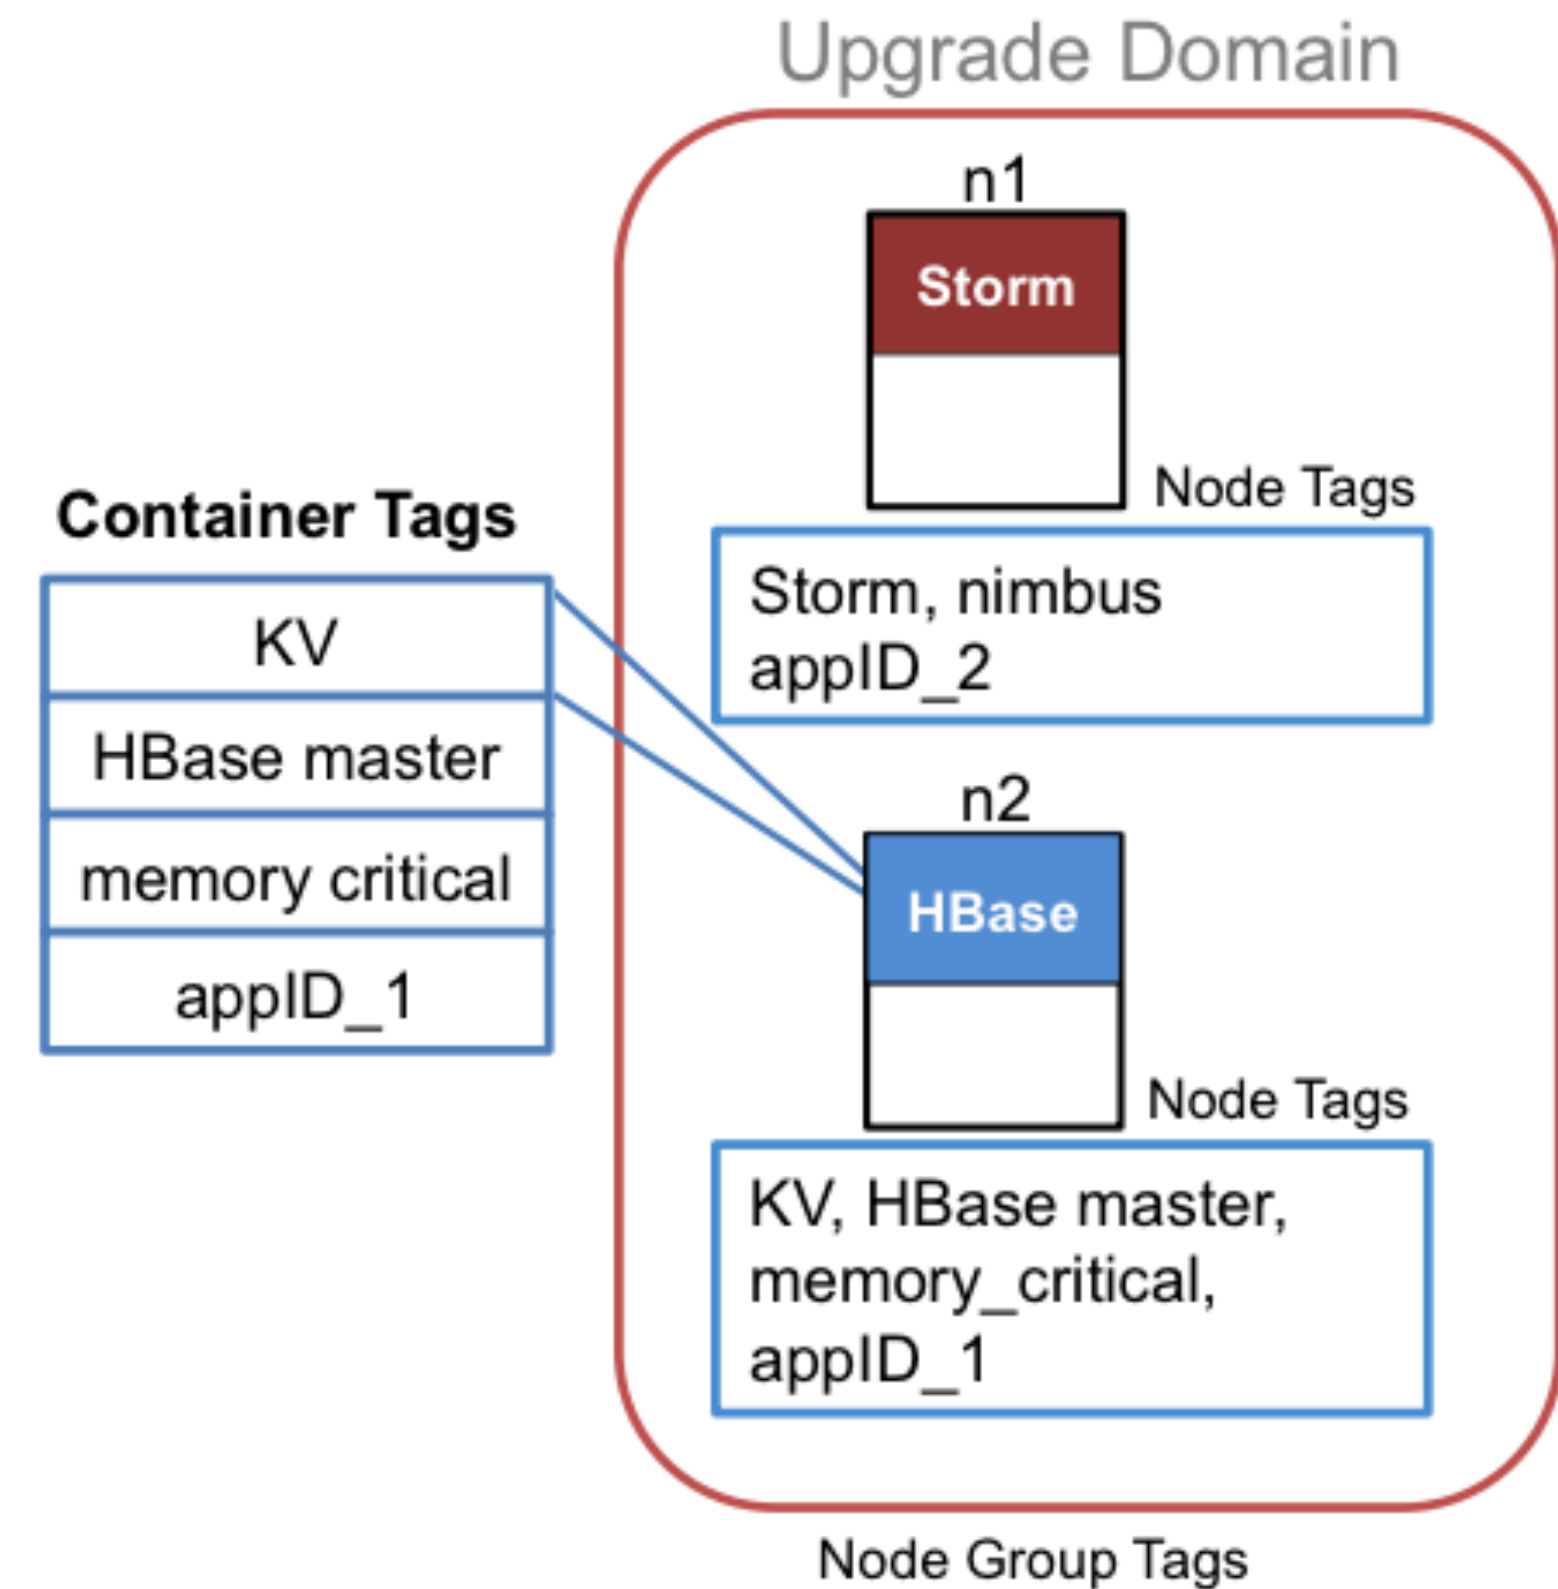 Upgrade Domain
n1
Storm
Node Tags
Storm, nimbus
appID_2
Container Tags
KV
HBase master
memory critical
appID_1
n2
HBase
Node Tags
KV, HBase master,
memory_critical,
appID_1
Node Group Tags